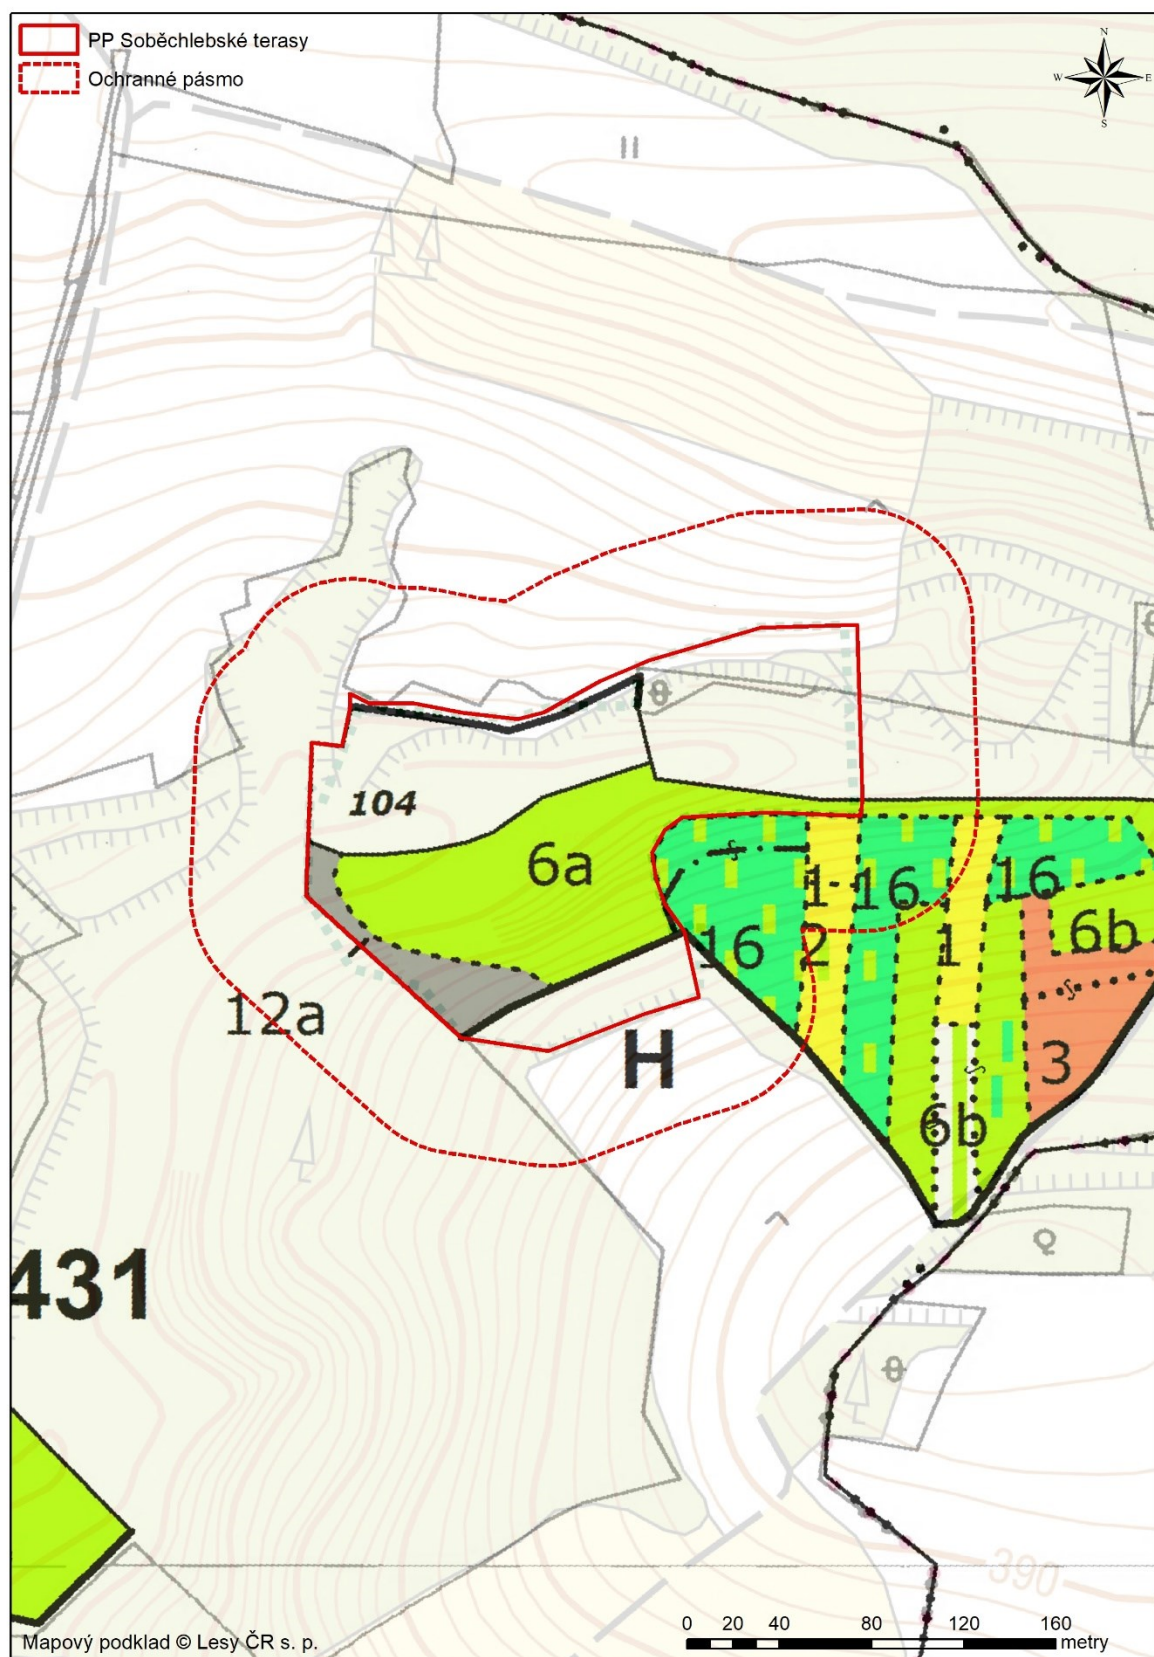 PP Soběchlebské terasy
Ochranné pásmo
N
W E
S
104
6a
1 16 16
16 2 1 6b
12a
H
3
6b
431
390
Mapový podklad © Lesy ČR s. p.
0 20 40 80 120 160
metry